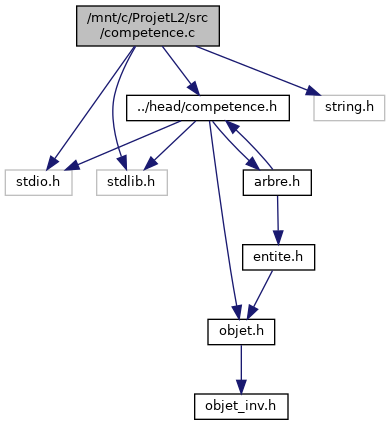 /mnt/c/ProjetL2/src
/competence.c
../head/competence.h
string.h
stdio.h
stdlib.h
arbre.h
entite.h
objet.h
objet_inv.h